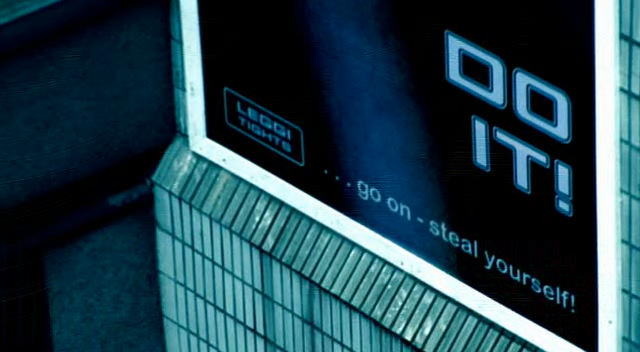 DO
IT!
LEGGI
TIGHTS
...go on - steal yourself!